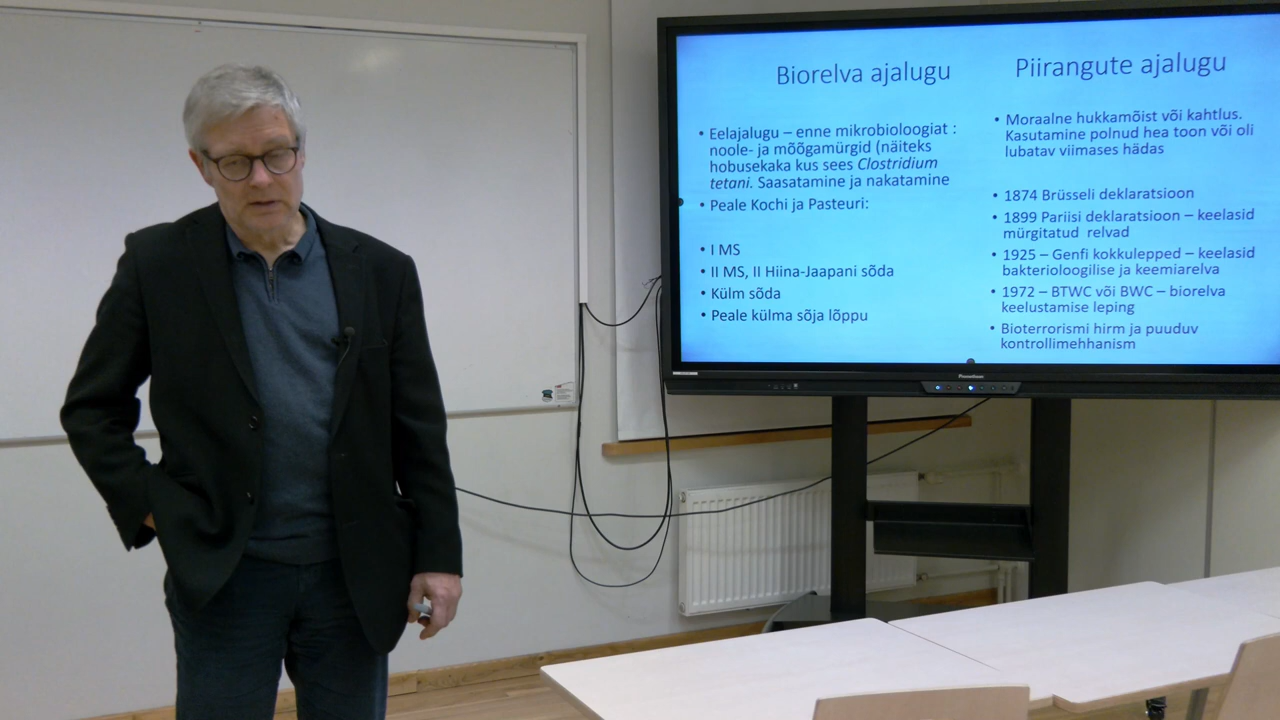 Biorelva ajalugu
• Eelajalugu – enne mikrobioloogiat :
noole- ja mõõgamürgid (näiteks
hobusekaka kus sees Clostridium
tetani. Saasatamine ja nakatamine
• Peale Kochi ja Pasteuri:
• I MS
• II MS, II Hiina-Jaapani sõda
• Külm sõda
• Peale külma sõja lõppu
Piirangute ajalugu
• Moraalne hukkamõist või kahtlus.
Kasutamine polnud hea toon või oli
lubatav viimases hädas
• 1874 Brüsseli deklaratsioon
• 1899 Pariisi deklaratsioon – keelasid
mürgitatud relvad
• 1925 – Genfi kokkulepped – keelasid
bakterioloogilise ja keemiarelva
• 1972 – BTWC või BWC – biorelva
keelustamise leping
• Bioterrorismi hirm ja puuduv
kontrollimehhanism